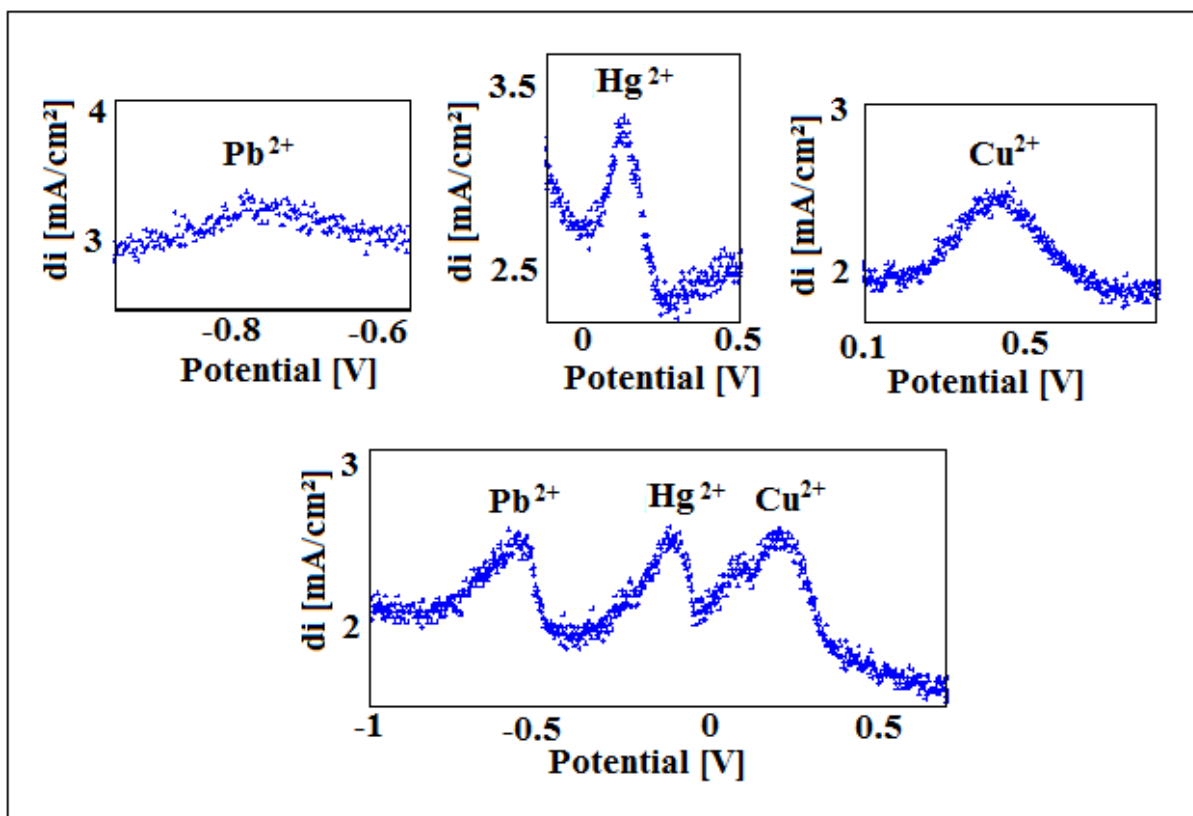 4
Pb²⁺
3
di [mA/cm²]
-0.8
-0.6
Potential [V]
3.5
Hg²⁺
2.5
di [mA/cm²]
0
0.5
Potential [V]
3
Cu²⁺
2
di [mA/cm²]
0.1
0.5
Potential [V]
3
Pb²⁺
Hg²⁺
Cu²⁺
2
di [mA/cm²]
-1
-0.5
0
0.5
Potential [V]